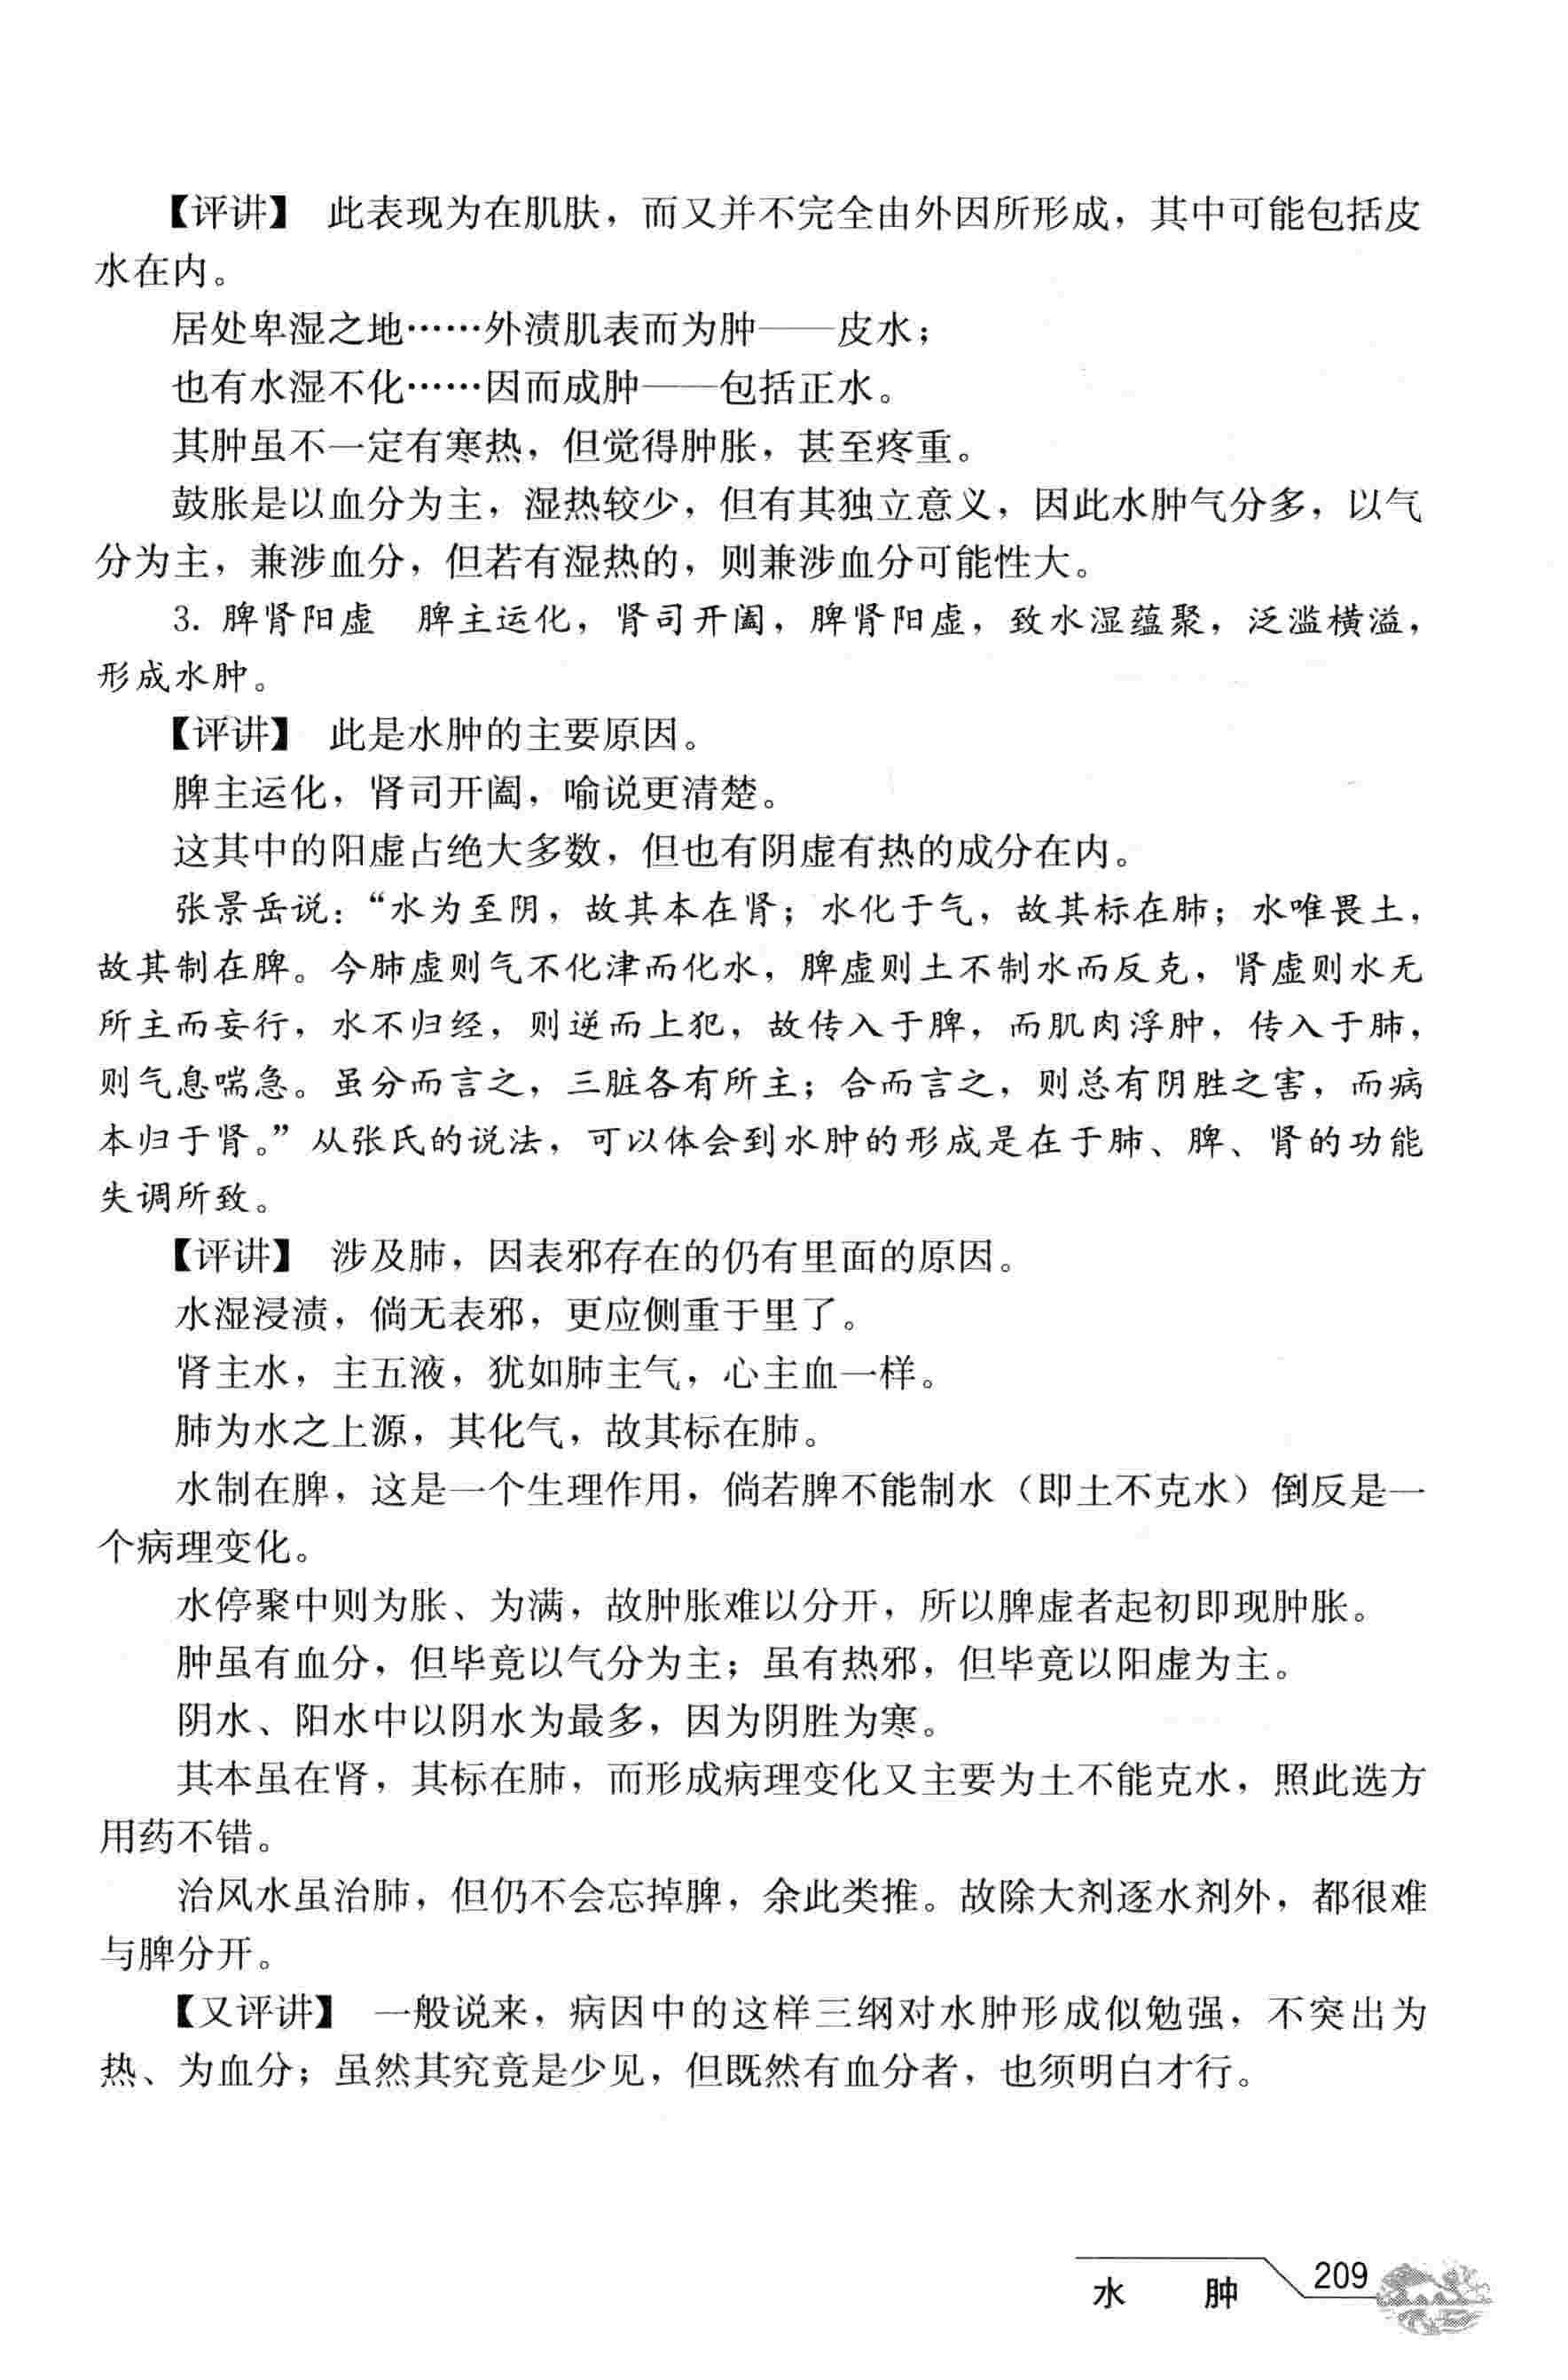 【评讲】 此表现为在肌肤，而又并不完全由外因所形成，其中可能包括皮
水在内。
居处卑湿之地……外渍肌表而为肿——皮水；
也有水湿不化……因而成肿——包括正水。
其肿虽不一定有寒热，但觉得肿胀，甚至疼重。
鼓胀是以血分为主，湿热较少，但有其独立意义，因此水肿气分多，以气
分为主，兼涉血分，但若有湿热的，则兼涉血分可能性大。
3. 脾肾阳虚 脾主运化，肾司开阖，脾肾阳虚，致水湿蕴聚，泛滥横溢，
形成水肿。
【评讲】 此是水肿的主要原因。
脾主运化，肾司开阖，喻说更清楚。
这其中的阳虚占绝大多数，但也有阴虚有热的成分在内。
张景岳说：“水为至阴，故其本在肾；水化于气，故其标在肺；水唯畏土，
故其制在脾。今肺虚则气不化津而化水，脾虚则土不制水而反克，肾虚则水无
所主而妄行，水不归经，则逆而上犯，故传入于脾，而肌肉浮肿，传入于肺，
则气息喘急。虽分而言之，三脏各有所主；合而言之，则总有阴胜之害，而病
本归于肾。”从张氏的说法，可以体会到水肿的形成是在于肺、脾、肾的功能
失调所致。
【评讲】 涉及肺，因表邪存在的仍有里面的原因。
水湿浸渍，倘无表邪，更应侧重于里了。
肾主水，主五液，犹如肺主气，心主血一样。
肺为水之上源，其化气，故其标在肺。
水制在脾，这是一个生理作用，倘若脾不能制水（即土不克水）倒反是一
个病理变化。
水停聚中则为胀、为满，故肿胀难以分开，所以脾虚者起初即现肿胀。
肿虽有血分，但毕竟以气分为主；虽有热邪，但毕竟以阳虚为主。
阴水、阳水中以阴水为最多，因为阴胜为寒。
其本虽在肾，其标在肺，而形成病理变化又主要为土不能克水，照此选方
用药不错。
治风水虽治肺，但仍不会忘掉脾，余此类推。故除大剂逐水剂外，都很难
与脾分开。
【又评讲】 一般说来，病因中的这样三纲对水肿形成似勉强，不突出为
热、为血分；虽然其究竟是少见，但既然有血分者，也须明白才行。
水 肿 209